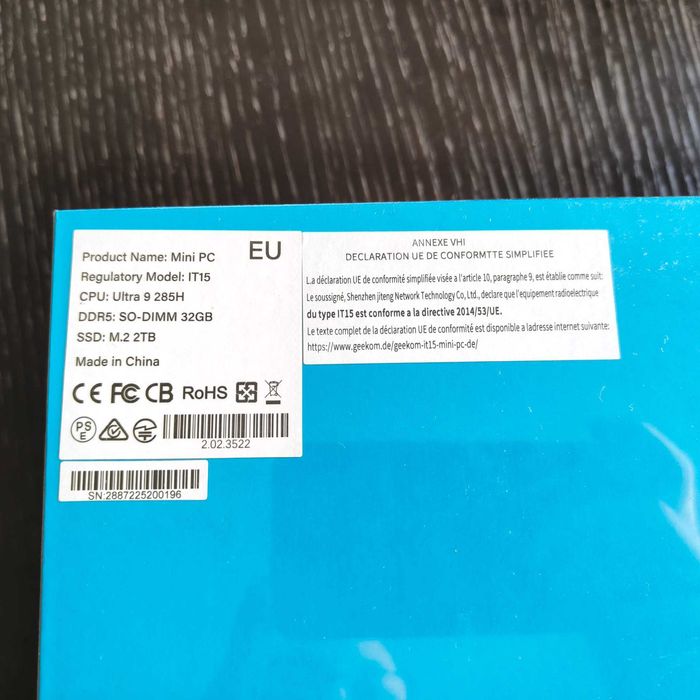 EU
Product Name: Mini PC
Regulatory Model: IT15
CPU: Ultra 9 285H
DDR5: SO-DIMM 32GB
SSD: M.2 2TB
Made in China
CE FC CB RoHS
PS E
2.02.3522
SN:2887225200196
ANNEXE VHI
DECLARATION UE DE CONFORMTTE SIMPLIFIEE
L.a déclaration UE de conformité simplifiée visée a l'article 10, paragraphe 9, est établie comme suit:
Le soussigné, Shenzhen jiteng Network Technology Co, Ltd., declare que l'equipement radioelectrique
du type IT15 est conforme a la directive 2014/53/UE.
Le texte complet de la déclaration UE de conformité est disponible a ladresse internet suivante:
https://www.geekom.de/geekom-it15-mini-pc-de/